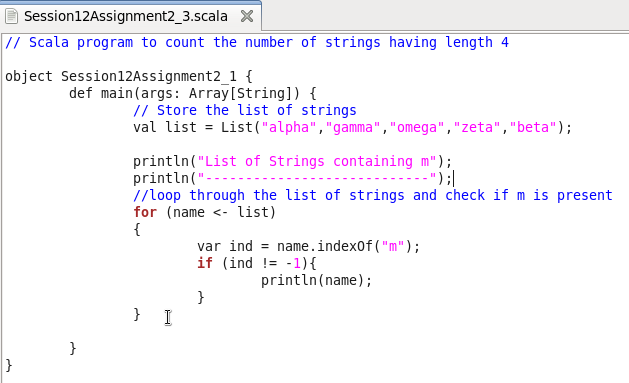 Session12Assignment2_3.scala
// Scala program to count the number of strings having length 4
object Session12Assignment2_1 {
def main(args: Array[String]) {
// Store the list of strings
val list = List("alpha","gamma","omega","zeta","beta");
println("List of Strings containing m");
println("----------------------------");
//loop through the list of strings and check if m is present
for (name <- list)
{
var ind = name.indexOf("m");
if (ind != -1){
println(name);
}
}
}
}